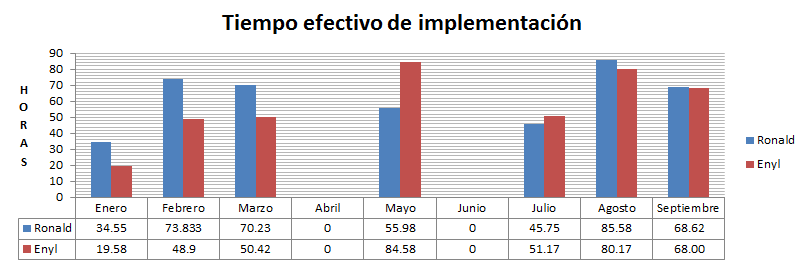 Tiempo efectivo de implementación
HORAS
90
80
70
60
50
40
30
20
10
0
Enero Febrero Marzo Abril Mayo Junio Julio Agosto Septiembre
Ronald 34.55 73.833 70.23 0 55.98 0 45.75 85.58 68.62
Enyl 19.58 48.9 50.42 0 84.58 0 51.17 80.17 68.00
Ronald
Enyl